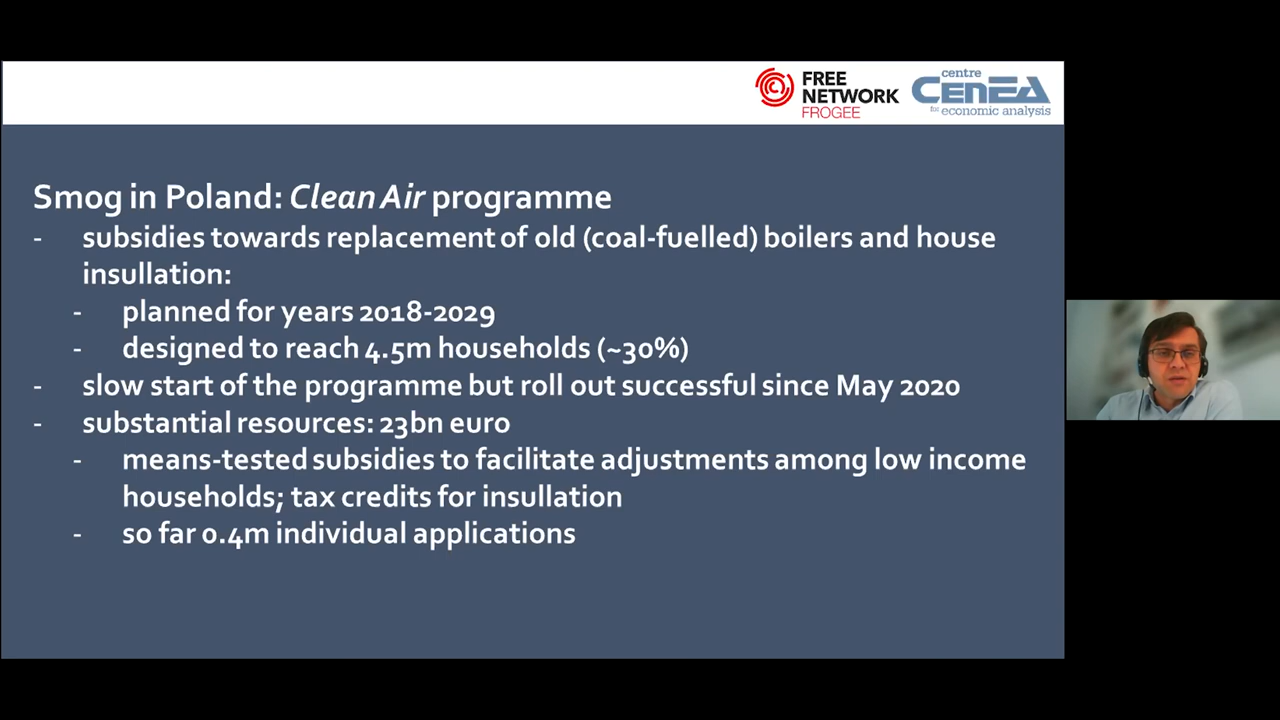 FREE
NETWORK
FROGEE
centre
CenEA
for economic analysis
Smog in Poland: Clean Air programme
- subsidies towards replacement of old (coal-fuelled) boilers and house
insullation:
- planned for years 2018-2029
- designed to reach 4.5m households (~30%)
- slow start of the programme but roll out successful since May 2020
- substantial resources: 23bn euro
- means-tested subsidies to facilitate adjustments among low income
households; tax credits for insullation
- so far 0.4m individual applications